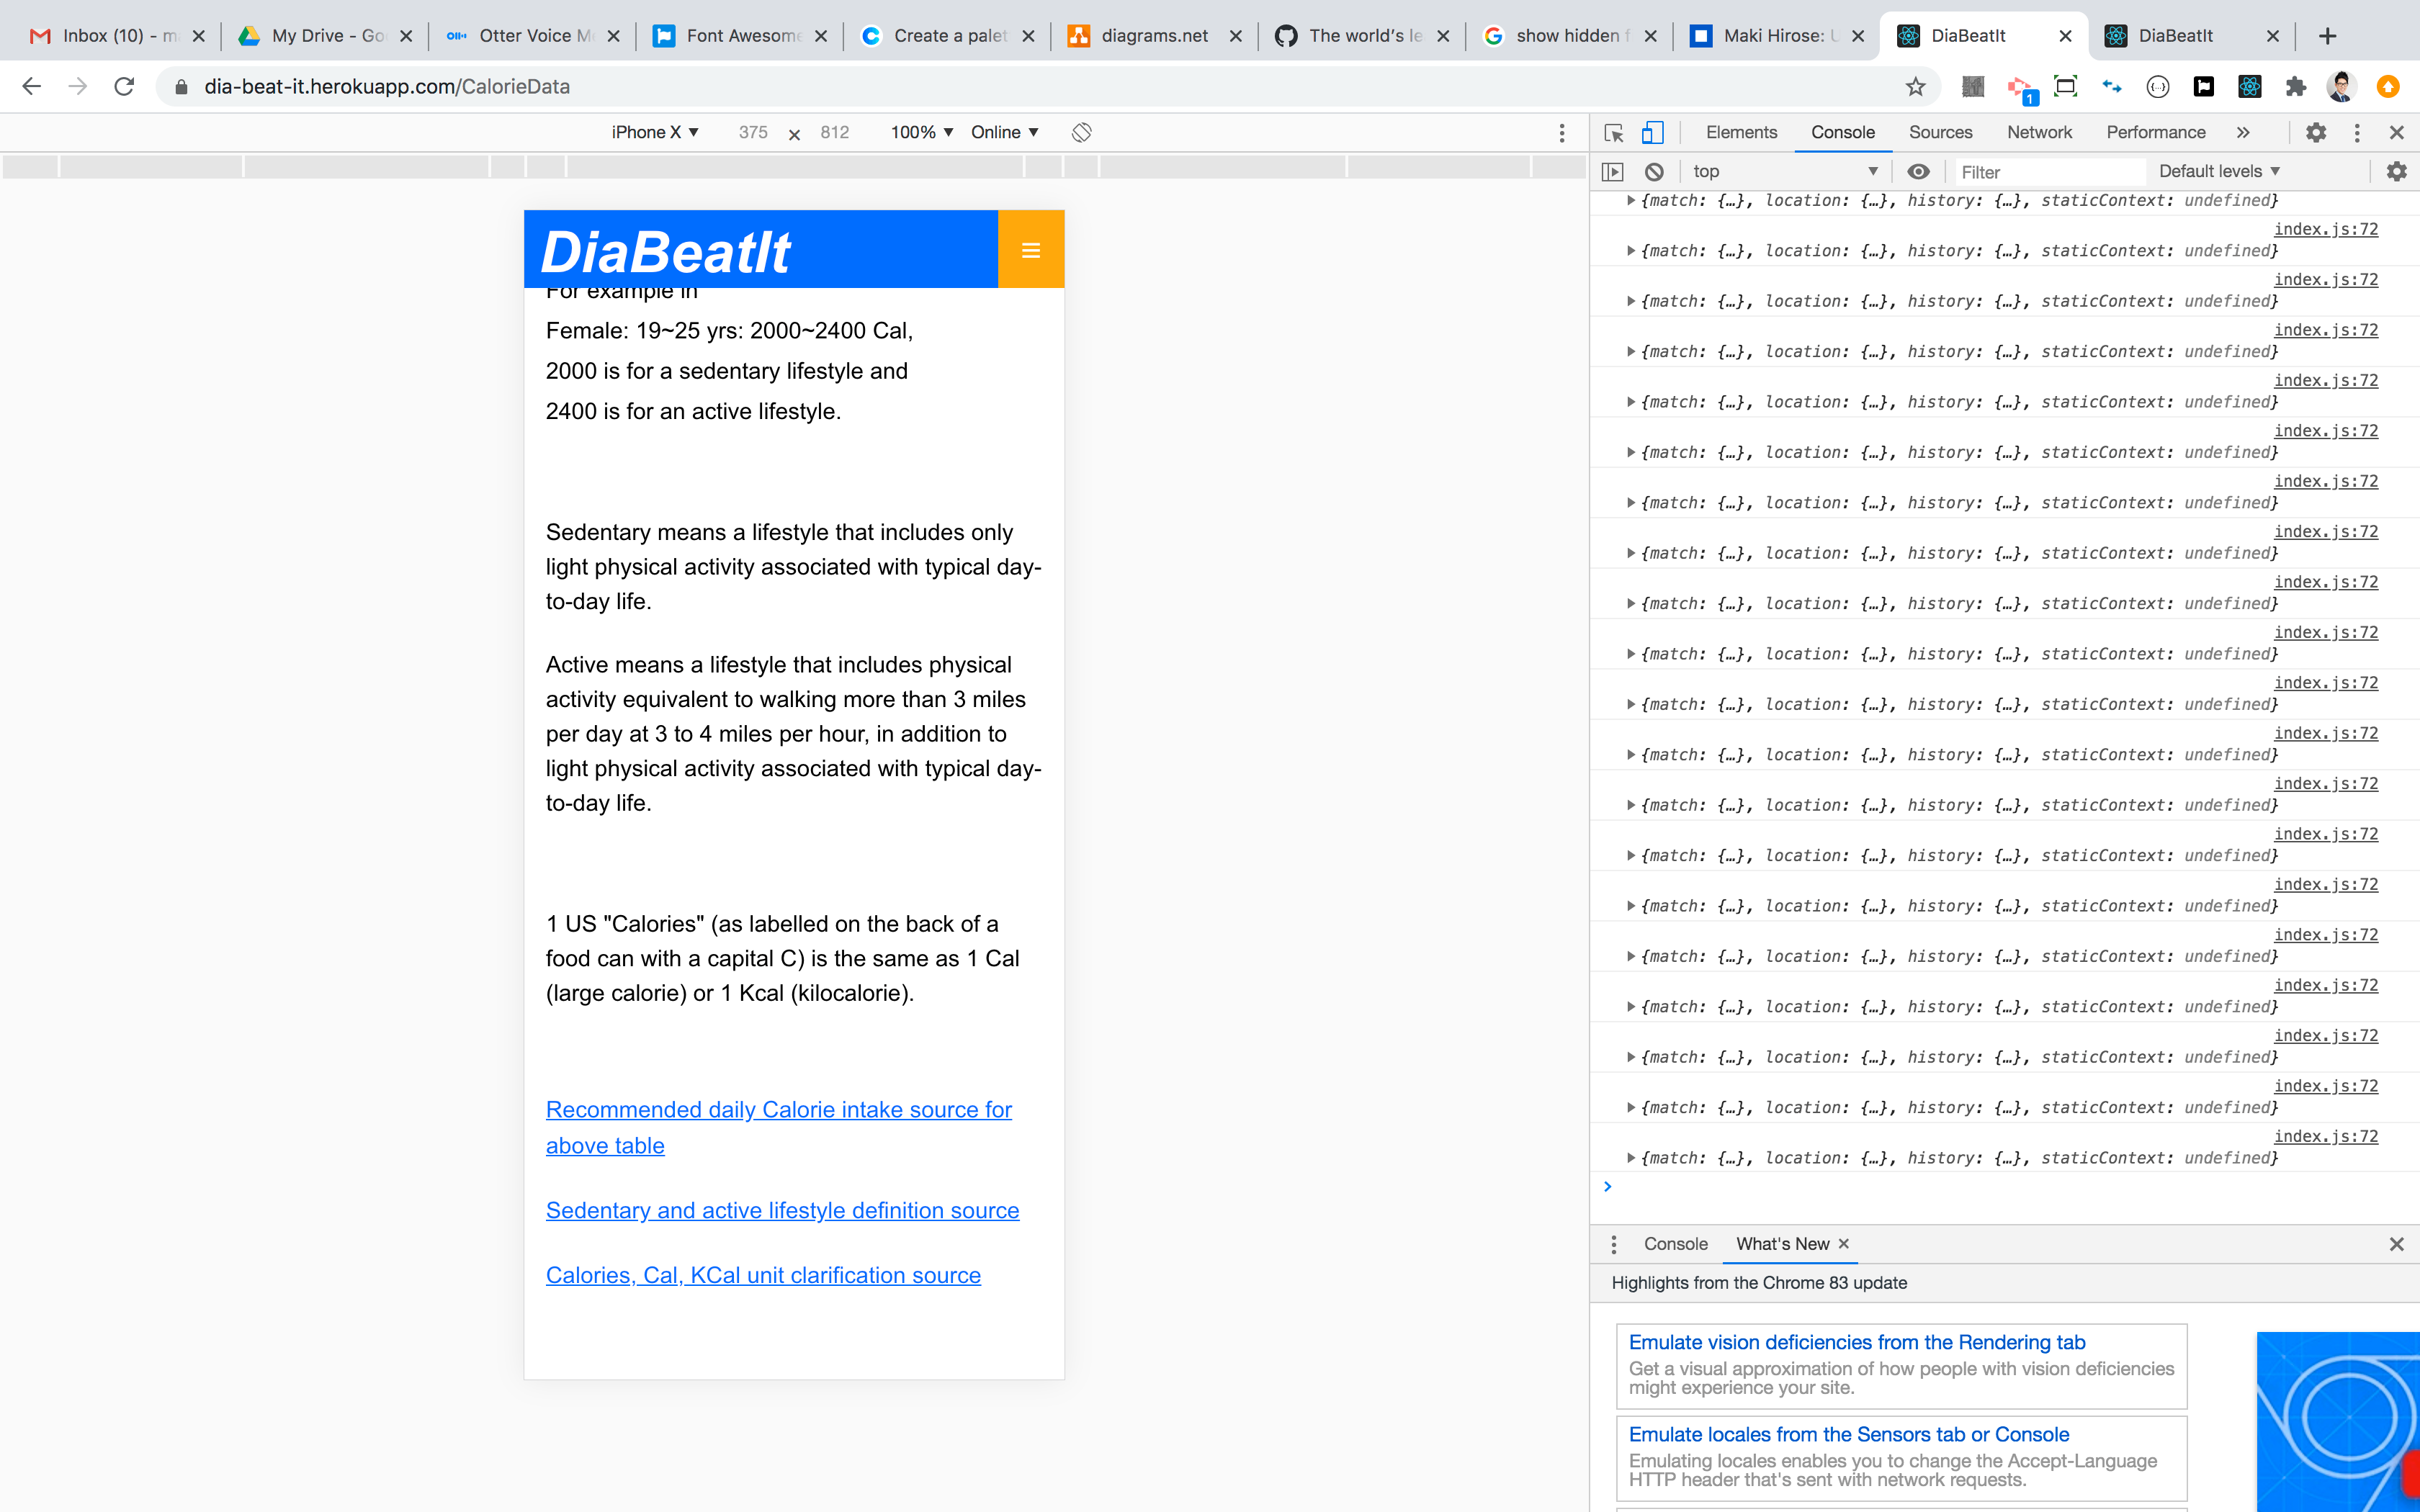 Inbox (10) - m
My Drive - Go
Otter Voice M
Font Awesome
Create a palet
diagrams.net
The world's le
show hidden f
Maki Hirose: U
DiaBeatIt
DiaBeatIt
dia-beat-it.herokuapp.com/CalorieData
1
iPhone X ▼ 375 × 812 100% ▼ Online ▼
Elements Console Sources Network Performance »
top ▼ Filter Default levels ▼
DiaBeatIt
For example in
Female: 19~25 yrs: 2000~2400 Cal,
2000 is for a sedentary lifestyle and
2400 is for an active lifestyle.
Sedentary means a lifestyle that includes only
light physical activity associated with typical day-
to-day life.
Active means a lifestyle that includes physical
activity equivalent to walking more than 3 miles
per day at 3 to 4 miles per hour, in addition to
light physical activity associated with typical day-
to-day life.
1 US "Calories" (as labelled on the back of a
food can with a capital C) is the same as 1 Cal
(large calorie) or 1 Kcal (kilocalorie).
Recommended daily Calorie intake source for
above table
Sedentary and active lifestyle definition source
Calories, Cal, KCal unit clarification source
▶{match: {…}, location: {…}, history: {…}, staticContext: undefined}
index.js:72
▶{match: {…}, location: {…}, history: {…}, staticContext: undefined}
index.js:72
▶{match: {…}, location: {…}, history: {…}, staticContext: undefined}
index.js:72
▶{match: {…}, location: {…}, history: {…}, staticContext: undefined}
index.js:72
▶{match: {…}, location: {…}, history: {…}, staticContext: undefined}
index.js:72
▶{match: {…}, location: {…}, history: {…}, staticContext: undefined}
index.js:72
▶{match: {…}, location: {…}, history: {…}, staticContext: undefined}
index.js:72
▶{match: {…}, location: {…}, history: {…}, staticContext: undefined}
index.js:72
▶{match: {…}, location: {…}, history: {…}, staticContext: undefined}
index.js:72
▶{match: {…}, location: {…}, history: {…}, staticContext: undefined}
index.js:72
▶{match: {…}, location: {…}, history: {…}, staticContext: undefined}
index.js:72
▶{match: {…}, location: {…}, history: {…}, staticContext: undefined}
index.js:72
▶{match: {…}, location: {…}, history: {…}, staticContext: undefined}
index.js:72
▶{match: {…}, location: {…}, history: {…}, staticContext: undefined}
index.js:72
▶{match: {…}, location: {…}, history: {…}, staticContext: undefined}
index.js:72
▶{match: {…}, location: {…}, history: {…}, staticContext: undefined}
index.js:72
▶{match: {…}, location: {…}, history: {…}, staticContext: undefined}
index.js:72
▶{match: {…}, location: {…}, history: {…}, staticContext: undefined}
index.js:72
▶{match: {…}, location: {…}, history: {…}, staticContext: undefined}
index.js:72
▶{match: {…}, location: {…}, history: {…}, staticContext: undefined}
Console What's New
Highlights from the Chrome 83 update
Emulate vision deficiencies from the Rendering tab
Get a visual approximation of how people with vision deficiencies
might experience your site.
Emulate locales from the Sensors tab or Console
Emulating locales enables you to change the Accept-Language
HTTP header that's sent with network requests.